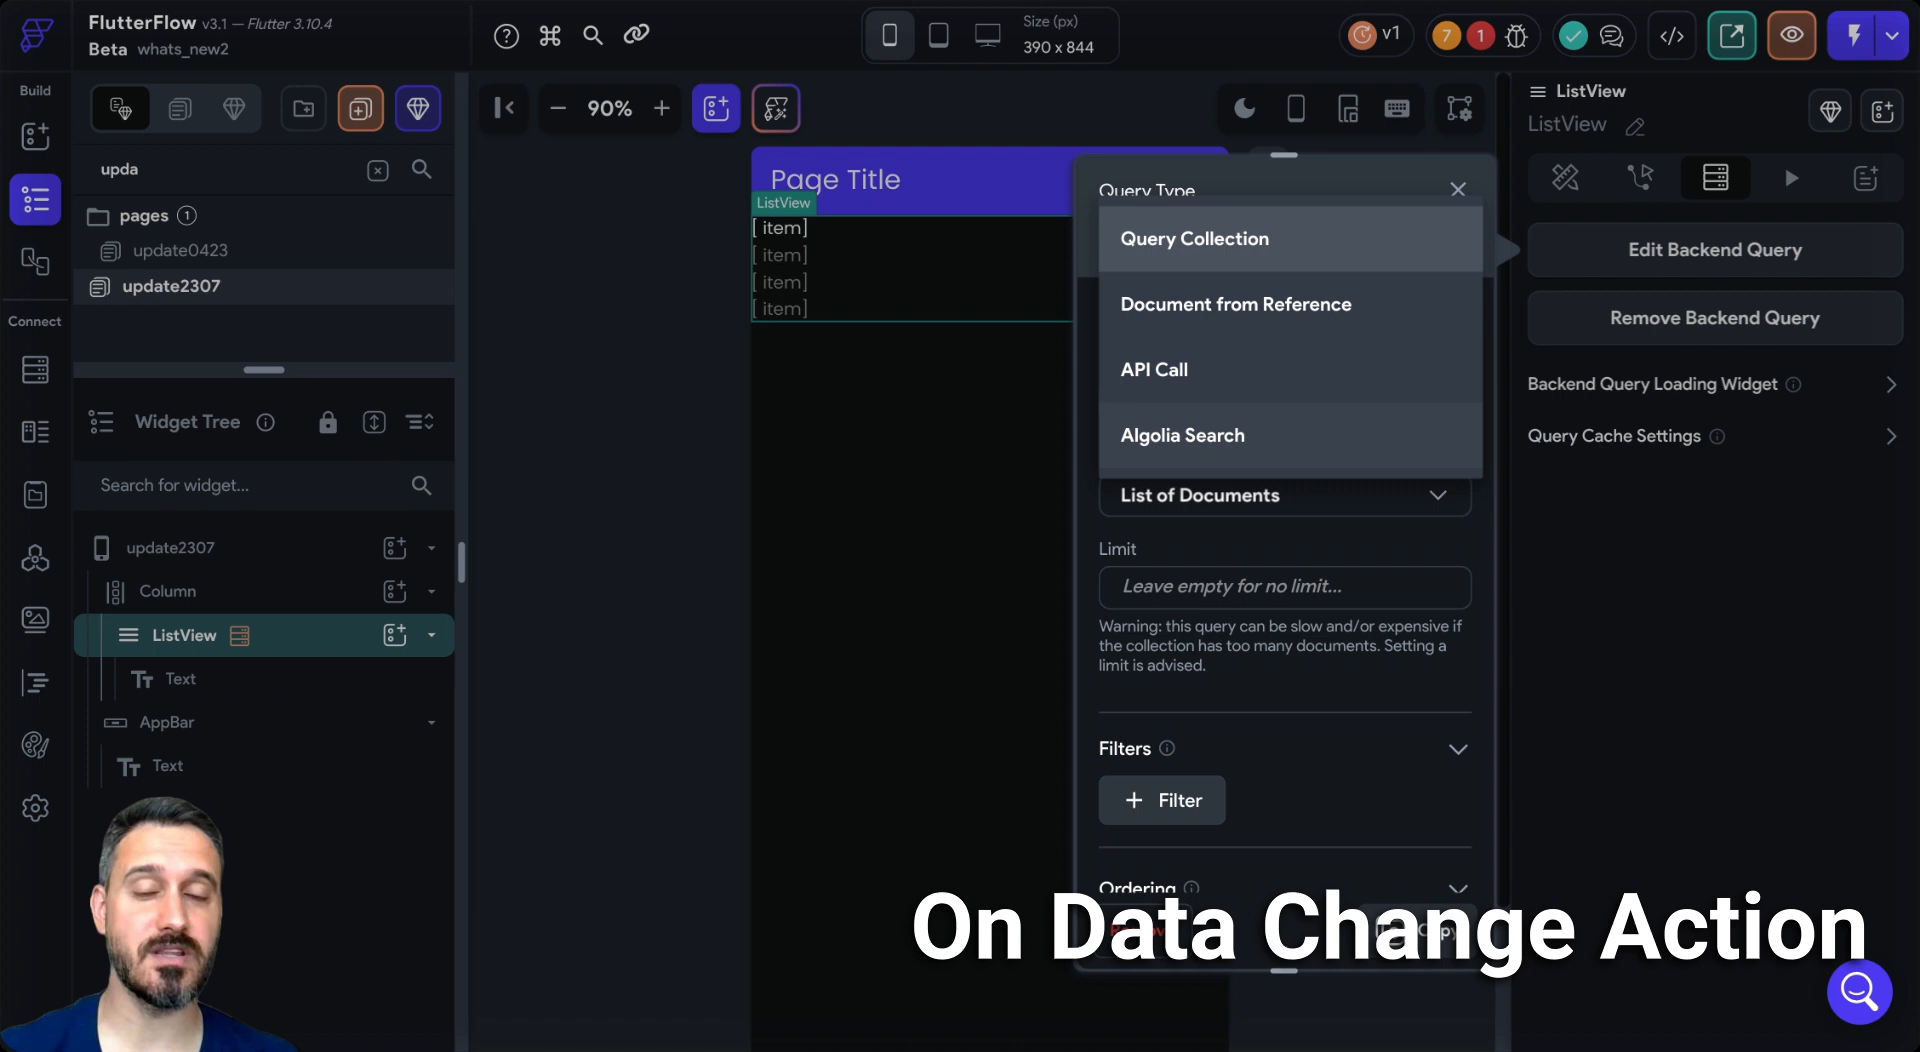 FlutterFlow v3.1 — Flutter 3.10.4
Beta whats_new2
Size (px)
390 x 844
v1
7
1
Build
90%
upda
pages 1
update0423
update2307
Connect
Widget Tree
Search for widget...
update2307
Column
ListView
Text
AppBar
Text
Page Title
ListView
[ item]
[ item]
[ item]
[ item]
Query Type
Query Collection
Document from Reference
API Call
Algolia Search
List of Documents
Limit
Leave empty for no limit...
Warning: this query can be slow and/or expensive if
the collection has too many documents. Setting a
limit is advised.
Filters
+ Filter
Ordering
ListView
ListView
Edit Backend Query
Remove Backend Query
Backend Query Loading Widget
Query Cache Settings
On Data Change Action